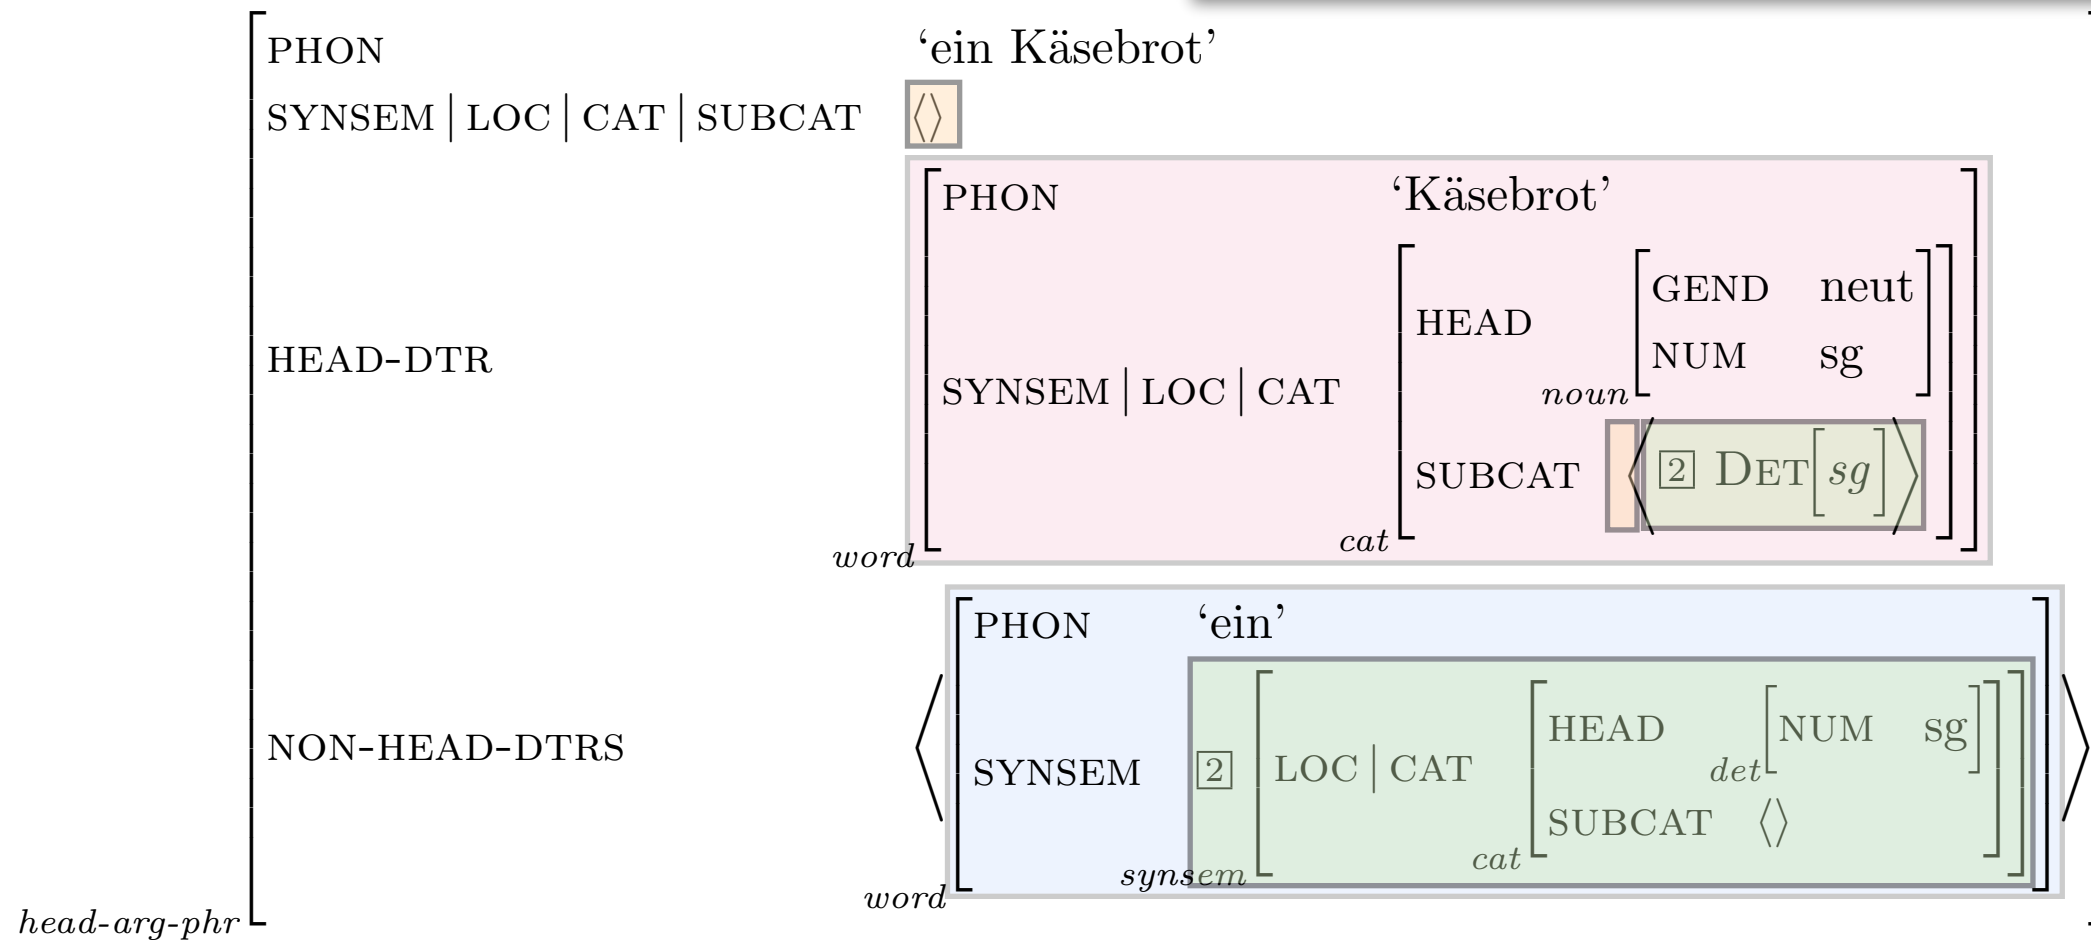 PHON ‘ein Käsebrot’
SYNSEM | LOC | CAT | SUBCAT ⟨⟩
PHON ‘Käsebrot’
GEND neut
HEAD
NUM sg
HEAD-DTR
SYNSEM | LOC | CAT
noun
SUBCAT ⟨ 2 DET[sg] ⟩
cat
word
PHON ‘ein’
HEAD NUM sg
det
NON-HEAD-DTRS
SYNSEM 2 LOC | CAT
SUBCAT ⟨⟩
cat
synsem
word
head-arg-phr